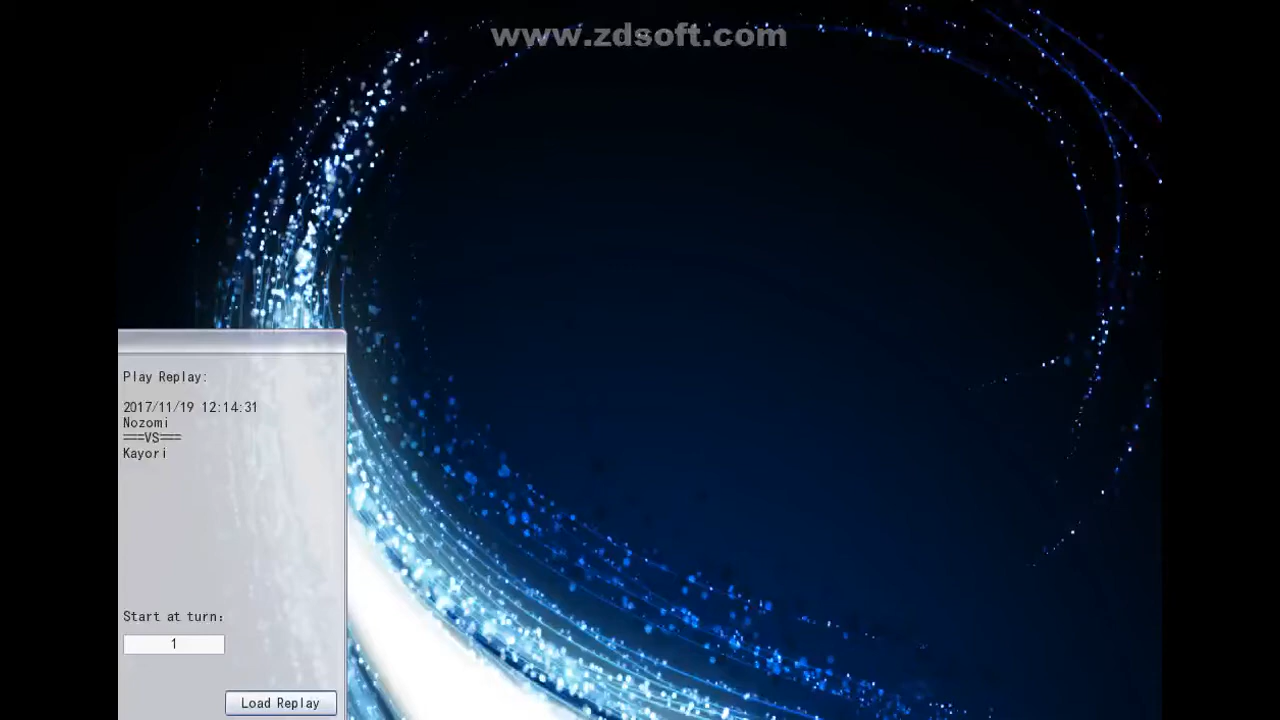 www.zdsoft.com
Play Replay:
2017/11/19 12:14:31
Nozomi
===VS===
Kayori
Start at turn:
1
Load Replay